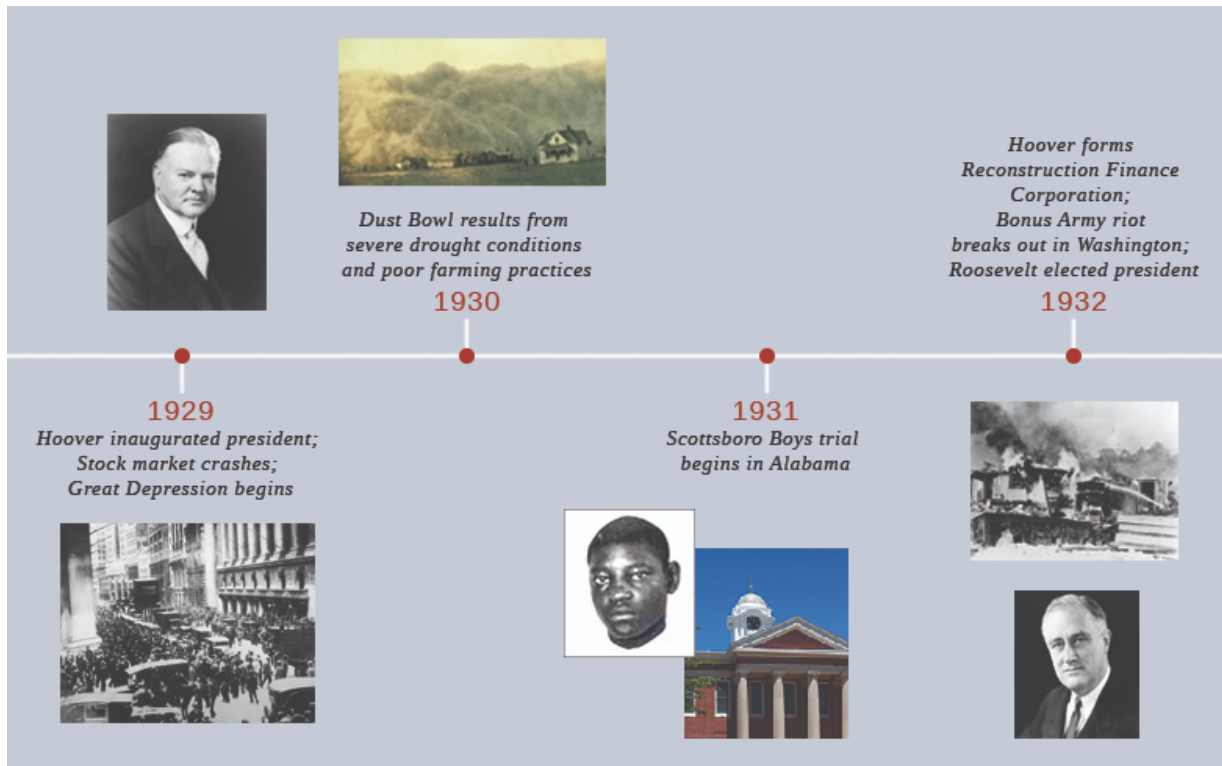 1929
Hoover inaugurated president;
Stock market crashes;
Great Depression begins
Dust Bowl results from
severe drought conditions
and poor farming practices
1930
1931
Scottsboro Boys trial
begins in Alabama
Hoover forms
Reconstruction Finance
Corporation;
Bonus Army riot
breaks out in Washington;
Roosevelt elected president
1932